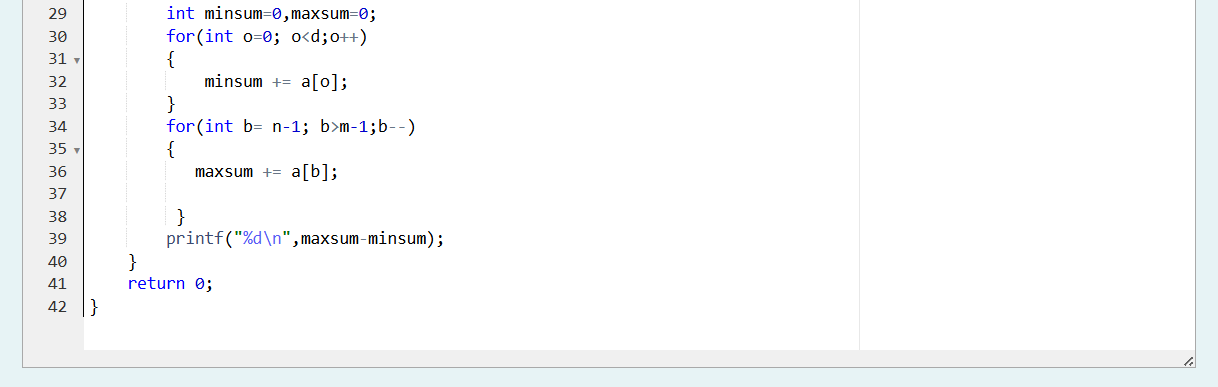 29 int minsum=0,maxsum=0;
30 for(int o=0; o<d;o++)
31 {
32 minsum += a[o];
33 }
34 for(int b= n-1; b>m-1;b--)
35 {
36 maxsum += a[b];
37
38 }
39 printf("%d\n",maxsum-minsum);
40 }
41 return 0;
42 }